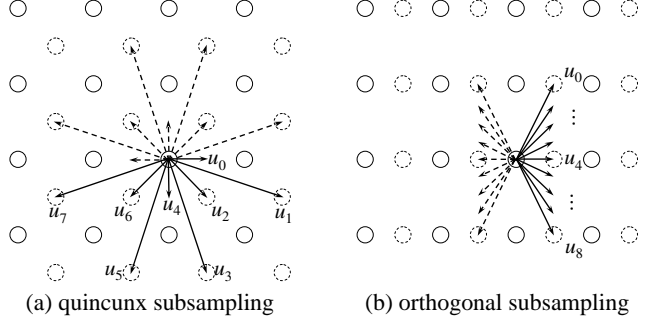 u₀
u₁
u₂
u₃
u₄
u₅
u₆
u₇
(a) quincunx subsampling
u₀
⋮
u₄
⋮
u₈
(b) orthogonal subsampling